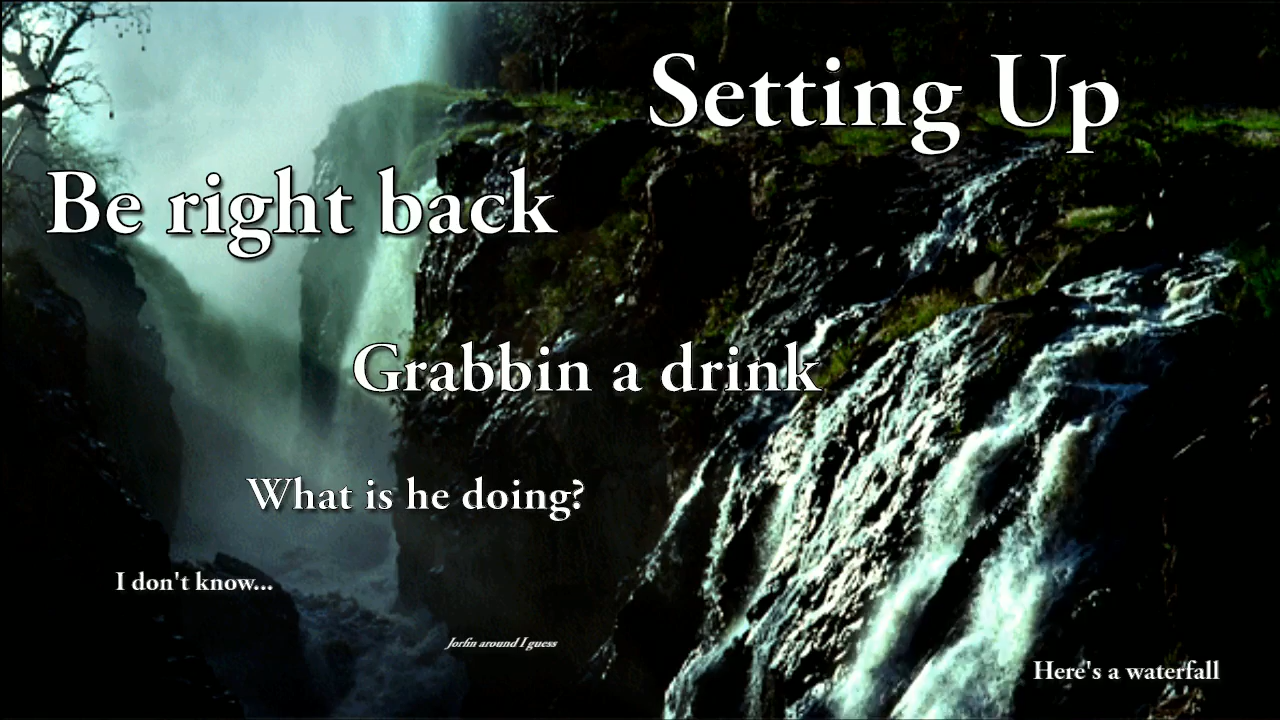 Setting Up
Be right back
Grabbin a drink
What is he doing?
I don't know...
Jorfin around I guess
Here's a waterfall